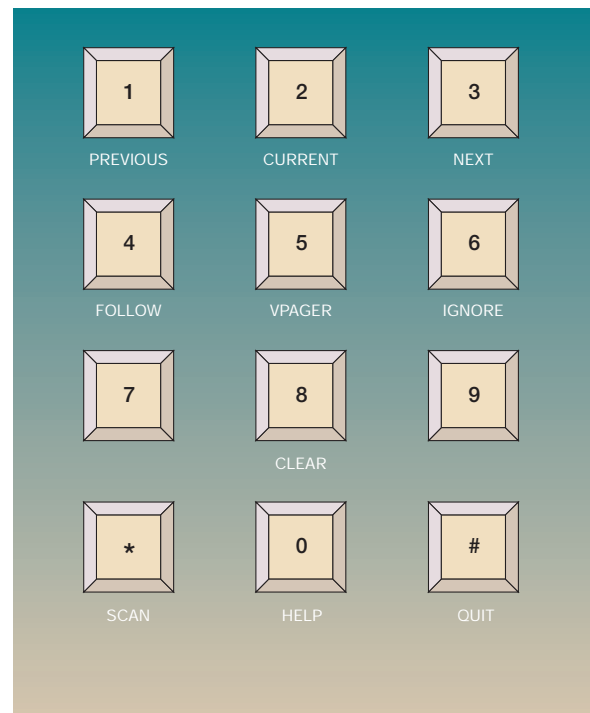 1 2 3
PREVIOUS CURRENT NEXT
4 5 6
FOLLOW VPAGER IGNORE
7 8 9
CLEAR
* 0 #
SCAN HELP QUIT